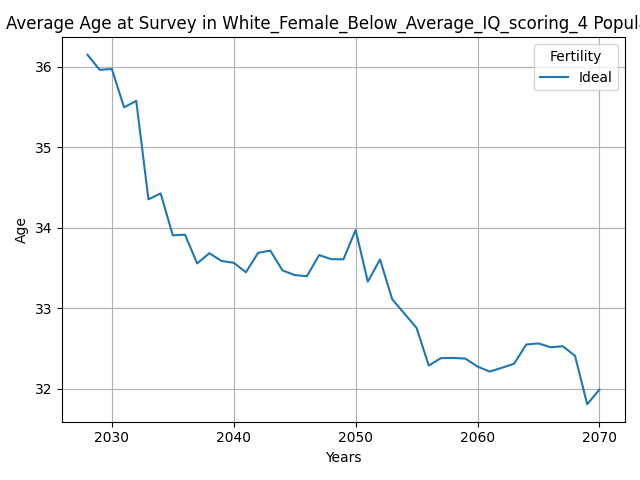 Average Age at Survey in White_Female_Below_Average_IQ_scoring_4
Fertility
Ideal
Age
36
35
34
33
32
2030 2040 2050 2060 2070
Years